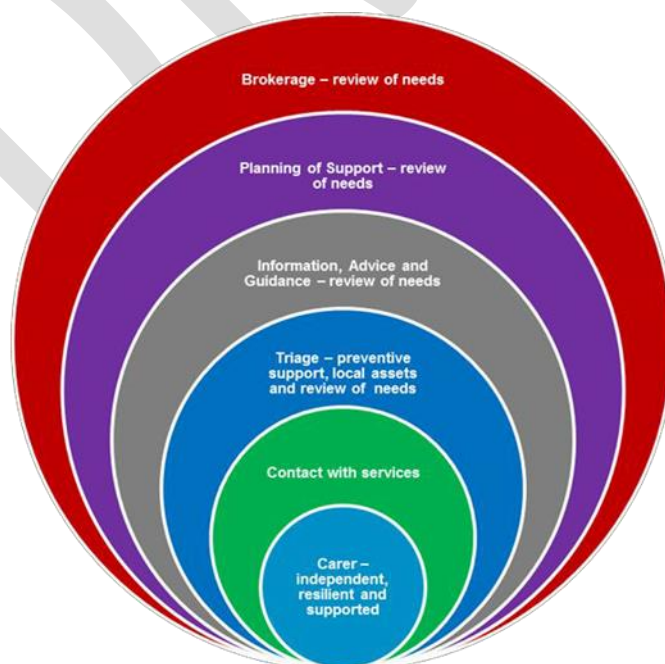 Brokerage – review of needs
Planning of Support – review
of needs
Information, Advice and
Guidance – review of needs
Triage – preventive
support, local assets
and review of needs
Contact with services
Carer –
independent,
resilient and
supported